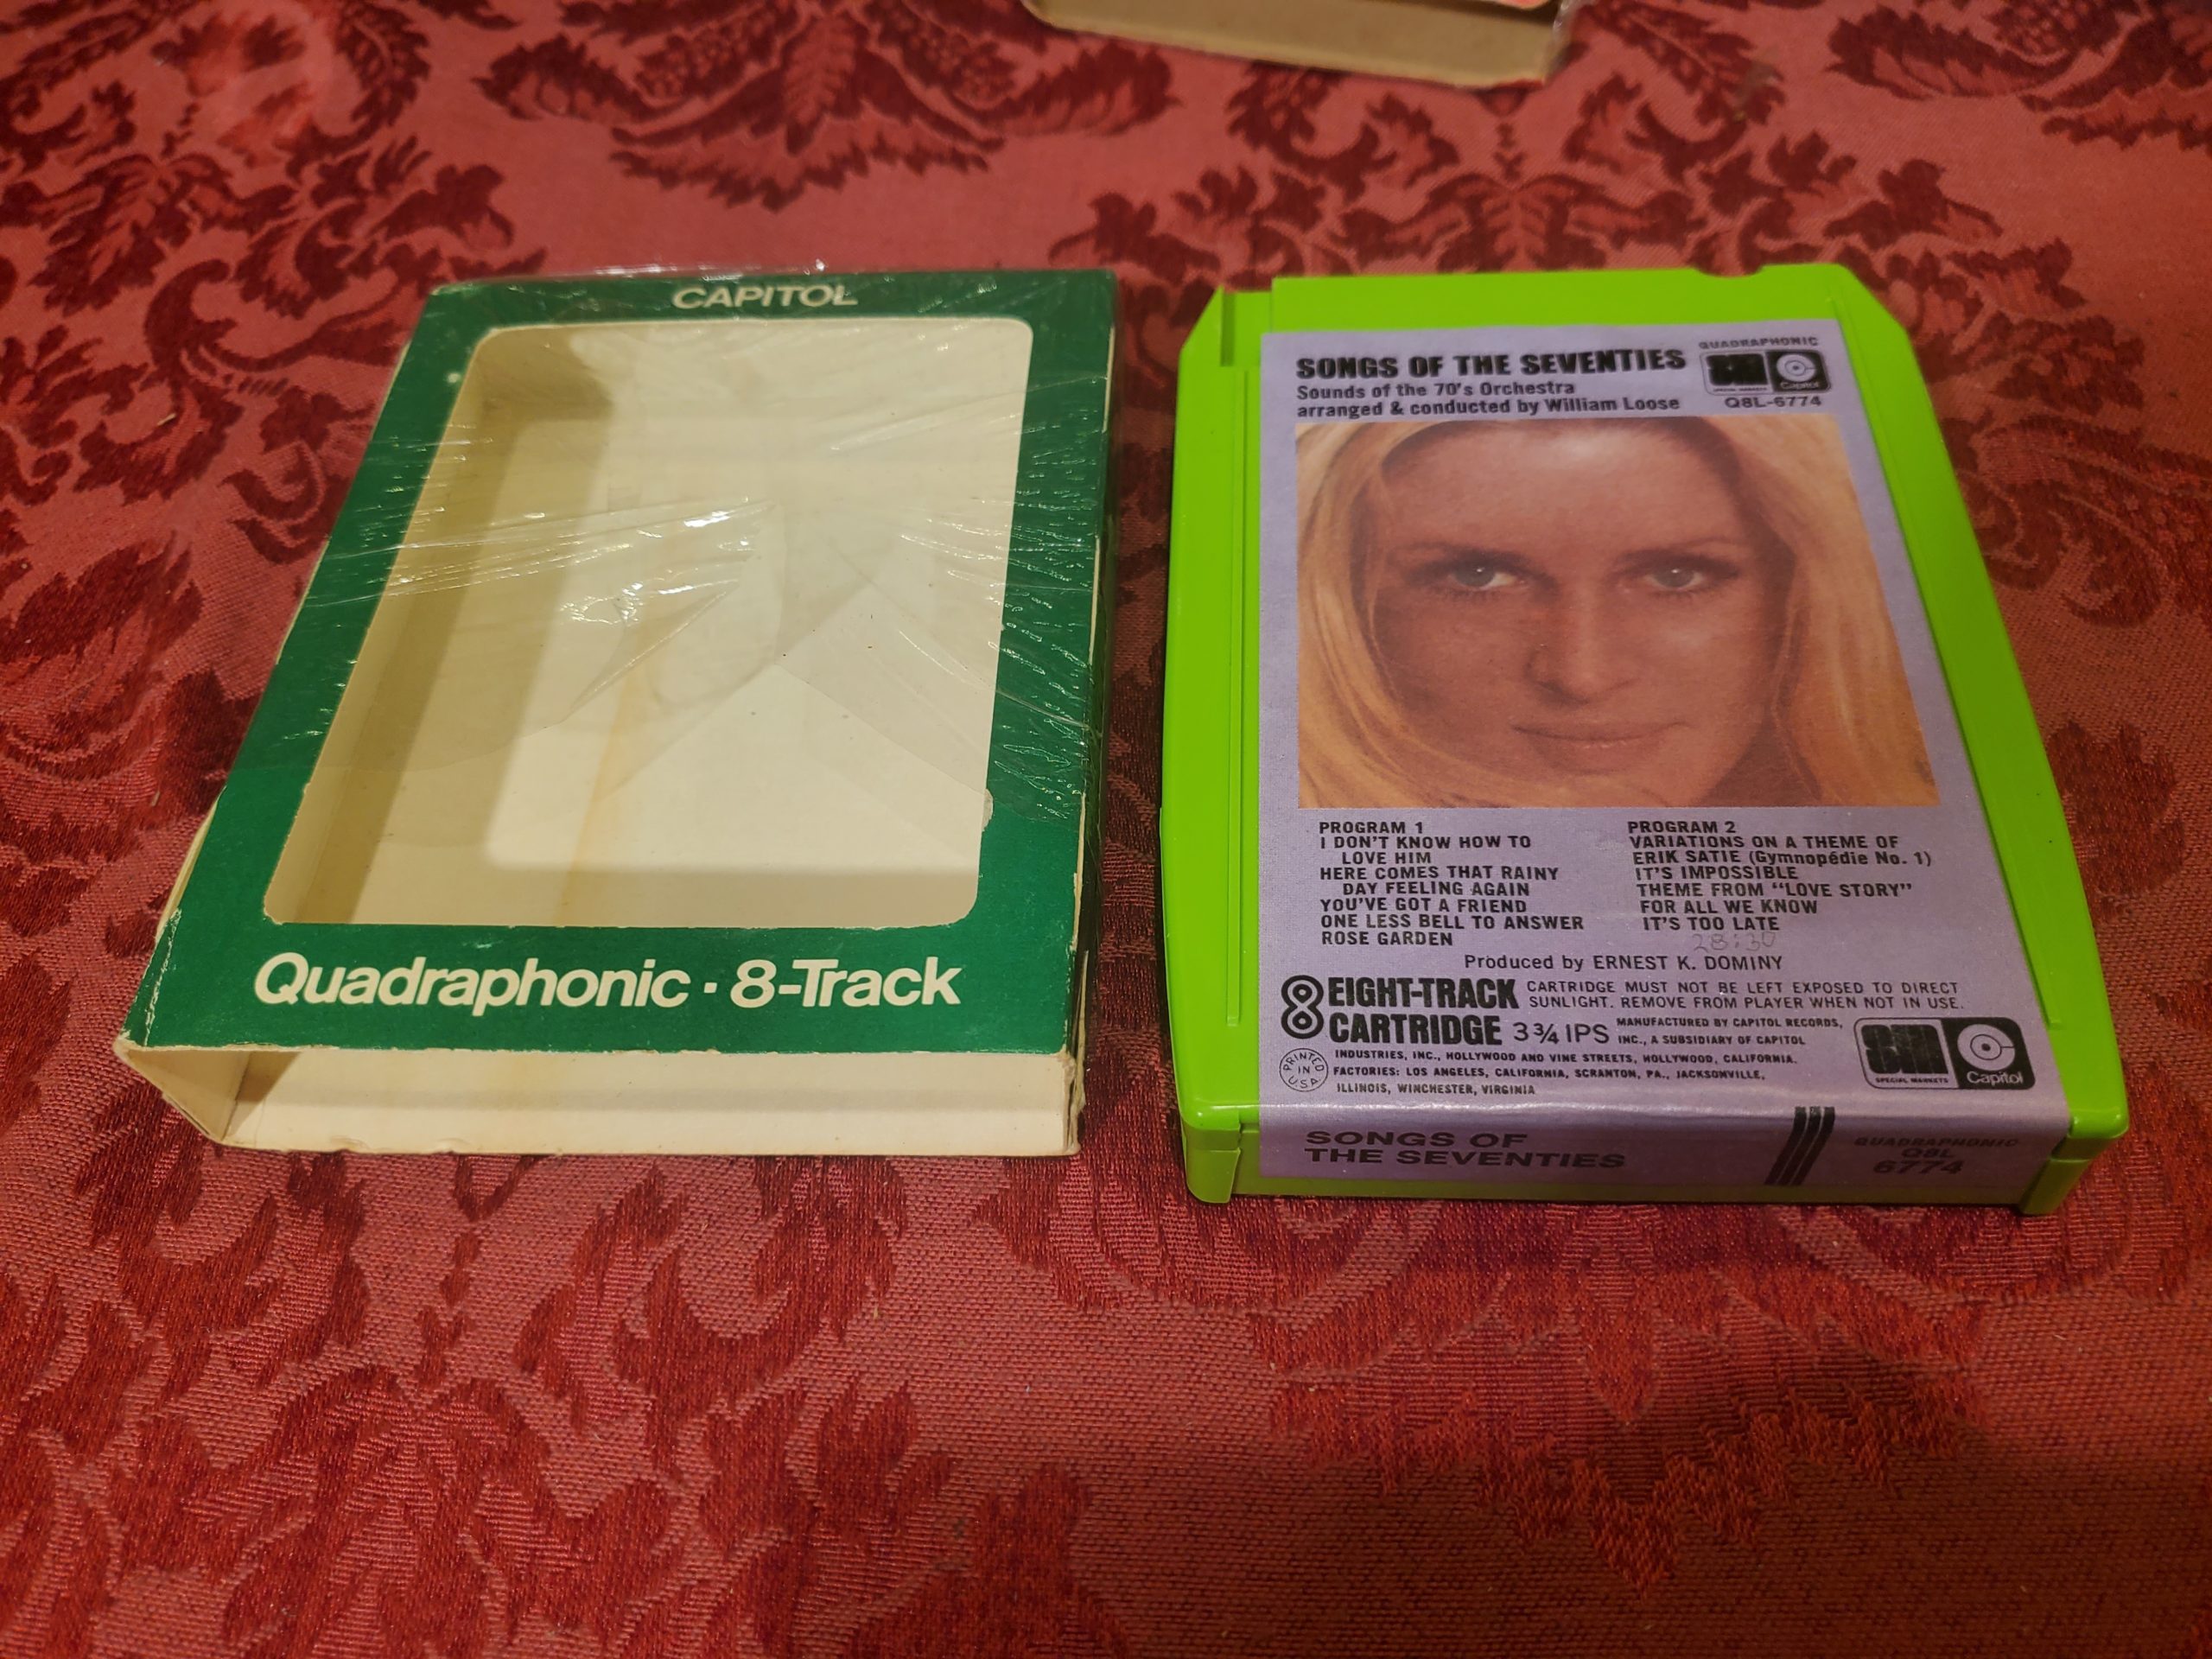 CAPITOL
Quadraphonic · 8-Track
SONGS OF THE SEVENTIES
Sounds of the 70's Orchestra
arranged & conducted by William Loose
QUADRAPHONIC
SPECIAL MARKETS
Capitol
Q8L-6774
PROGRAM 1
I DON'T KNOW HOW TO
LOVE HIM
HERE COMES THAT RAINY
DAY FEELING AGAIN
YOU'VE GOT A FRIEND
ONE LESS BELL TO ANSWER
ROSE GARDEN
PROGRAM 2
VARIATIONS ON A THEME OF
ERIK SATIE (Gymnopédie No. 1)
IT'S IMPOSSIBLE
THEME FROM "LOVE STORY"
FOR ALL WE KNOW
IT'S TOO LATE
28:30
Produced by ERNEST K. DOMINY
8 EIGHT-TRACK
CARTRIDGE 3 ¾ IPS
CARTRIDGE MUST NOT BE LEFT EXPOSED TO DIRECT
SUNLIGHT. REMOVE FROM PLAYER WHEN NOT IN USE.
MANUFACTURED BY CAPITOL RECORDS,
INC., A SUBSIDIARY OF CAPITOL
INDUSTRIES, INC., HOLLYWOOD AND VINE STREETS, HOLLYWOOD, CALIFORNIA.
FACTORIES: LOS ANGELES, CALIFORNIA, SCRANTON, PA., JACKSONVILLE,
ILLINOIS, WINCHESTER, VIRGINIA
PRINTED IN U.S.A.
SPECIAL MARKETS
Capitol
SONGS OF
THE SEVENTIES
QUADRAPHONIC
Q8L
6774